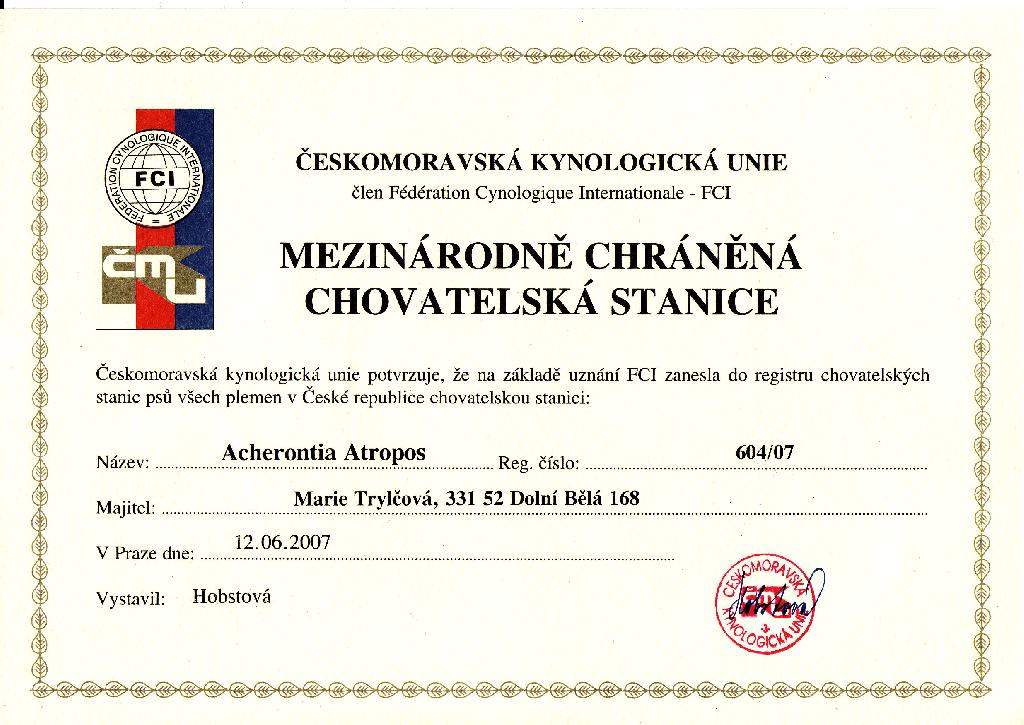 FEDERATION CYNOLOGIQUE INTERNATIONALE
FCI
čmu
ČESKOMORAVSKÁ KYNOLOGICKÁ UNIE
člen Fédération Cynologique Internationale - FCI
MEZINÁRODNĚ CHRÁNĚNÁ
CHOVATELSKÁ STANICE
Českomoravská kynologická unie potvrzuje, že na základě uznání FCI zanesla do registru chovatelských
stanic psů všech plemen v České republice chovatelskou stanici:
Název: Acherontia Atropos Reg. číslo: 604/07
Majitel: Marie Trylčová, 331 52 Dolní Bělá 168
V Praze dne: 12.06.2007
Vystavil: Hobstová
ČESKOMORAVSKÁ KYNOLOGICKÁ UNIE